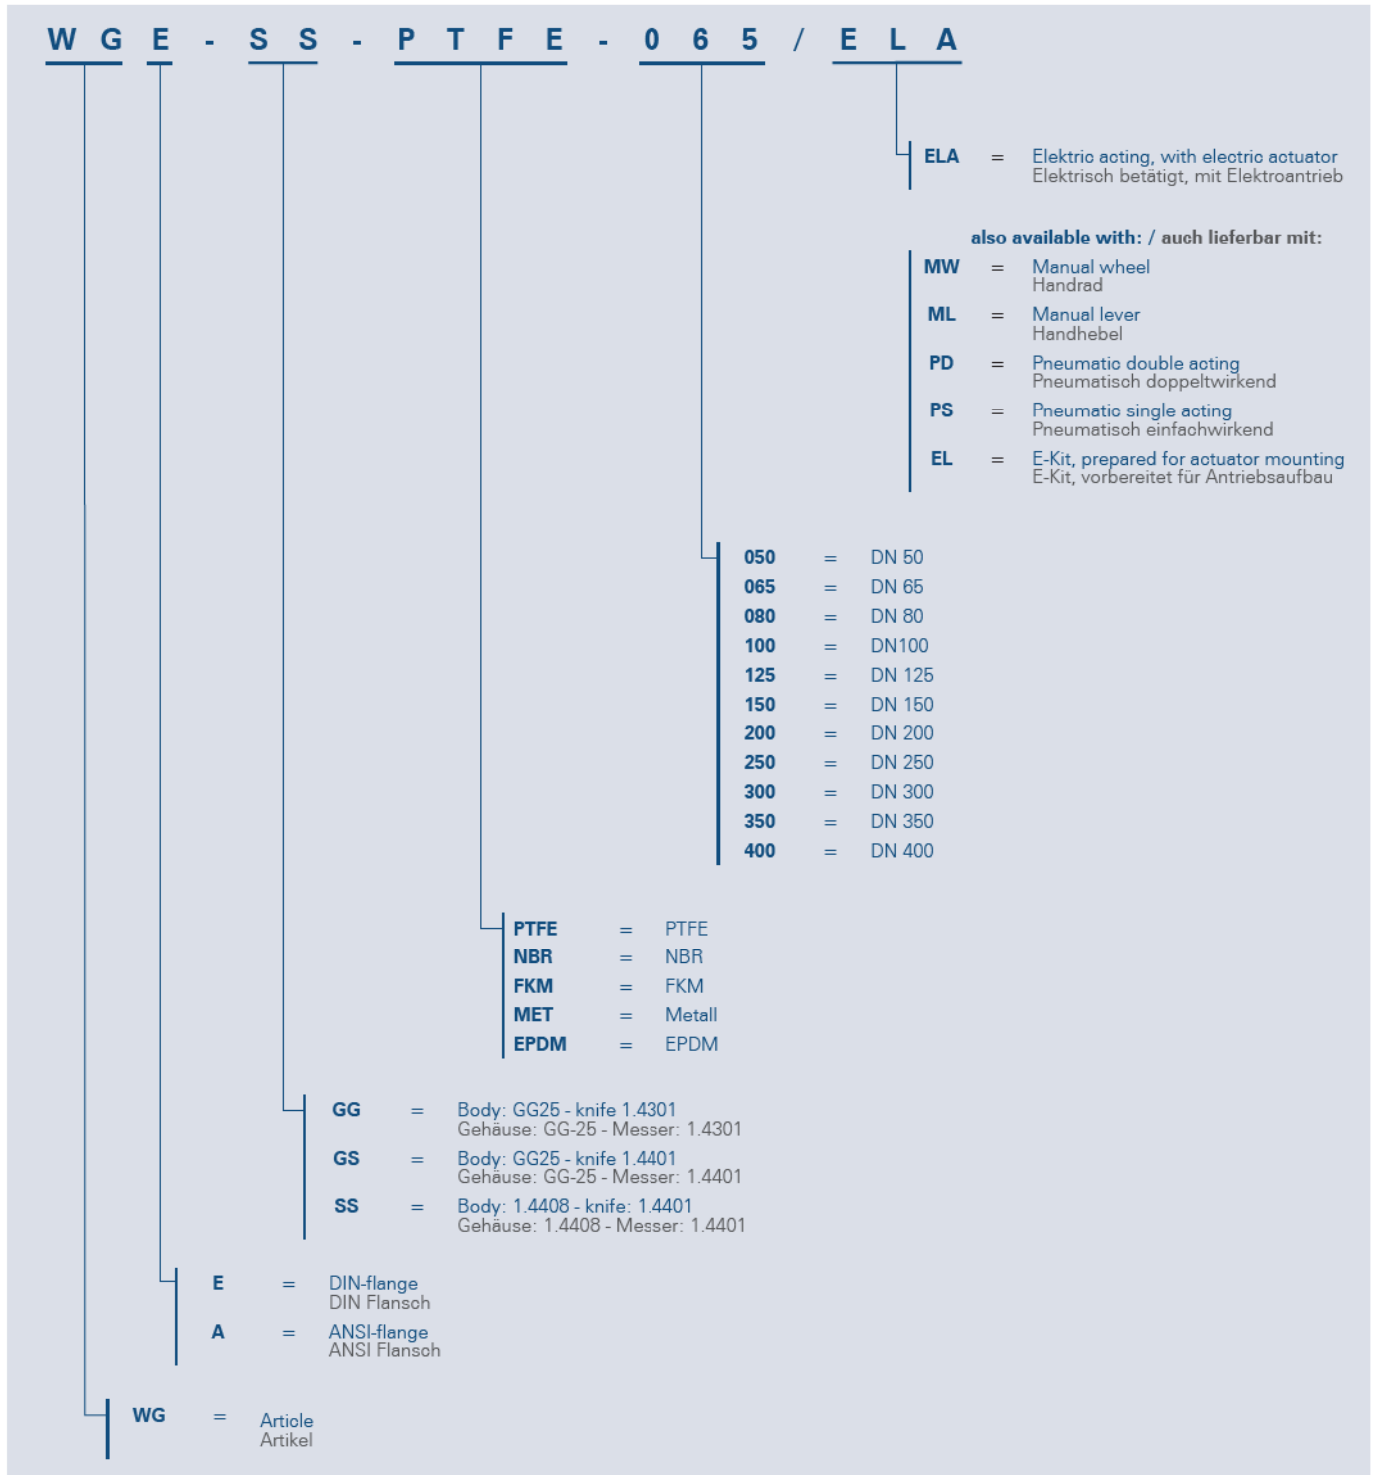 W G E - S S - P T F E - 0 6 5 / E L A
ELA = Elektric acting, with electric actuator
Elektrisch betätigt, mit Elektroantrieb
also available with: / auch lieferbar mit:
MW = Manual wheel
Handrad
ML = Manual lever
Handhebel
PD = Pneumatic double acting
Pneumatisch doppeltwirkend
PS = Pneumatic single acting
Pneumatisch einfachwirkend
EL = E-Kit, prepared for actuator mounting
E-Kit, vorbereitet für Antriebsaufbau
050 = DN 50
065 = DN 65
080 = DN 80
100 = DN100
125 = DN 125
150 = DN 150
200 = DN 200
250 = DN 250
300 = DN 300
350 = DN 350
400 = DN 400
PTFE = PTFE
NBR = NBR
FKM = FKM
MET = Metall
EPDM = EPDM
GG = Body: GG25 - knife 1.4301
Gehäuse: GG-25 - Messer: 1.4301
GS = Body: GG25 - knife 1.4401
Gehäuse: GG-25 - Messer: 1.4401
SS = Body: 1.4408 - knife: 1.4401
Gehäuse: 1.4408 - Messer: 1.4401
E = DIN-flange
DIN Flansch
A = ANSI-flange
ANSI Flansch
WG = Article
Artikel